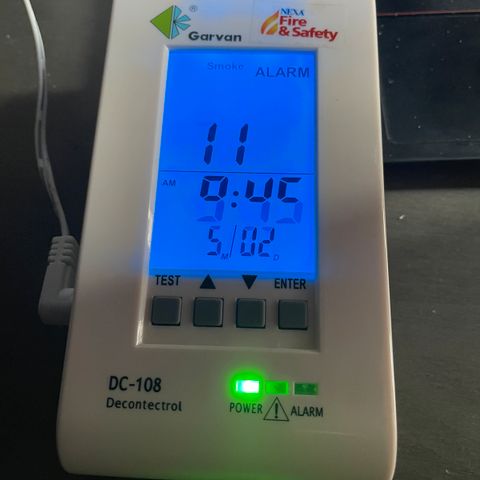 Garvan®
NEXA®
Fire
& Safety
Smoke ALARM
11
AM 9:45
5M/02D
TEST ▲ ▼ ENTER
DC-108
Decontectrol
POWER ALARM